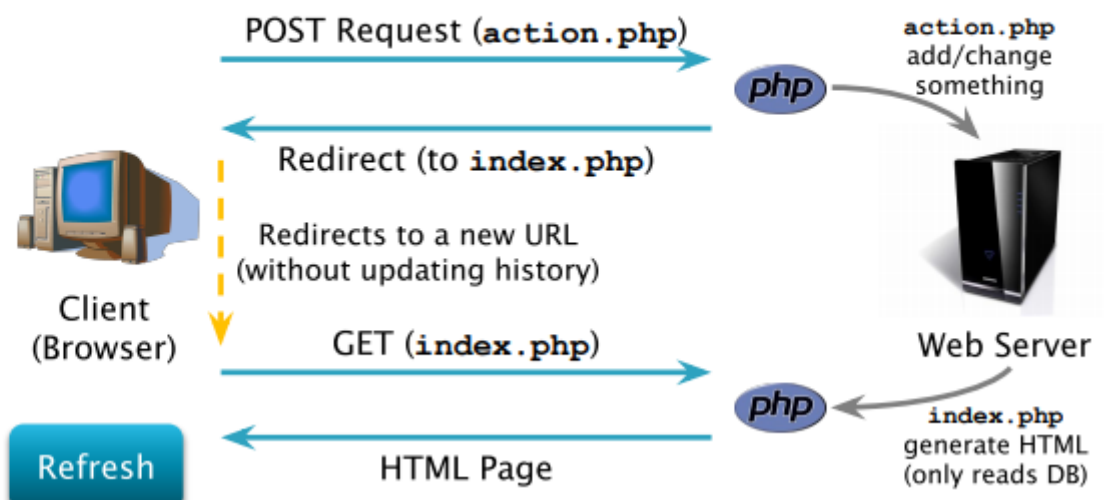 POST Request (action.php)
action.php
add/change
something
php
Redirect (to index.php)
Redirects to a new URL
(without updating history)
Client
(Browser)
GET (index.php)
Web Server
php
index.php
generate HTML
(only reads DB)
HTML Page
Refresh